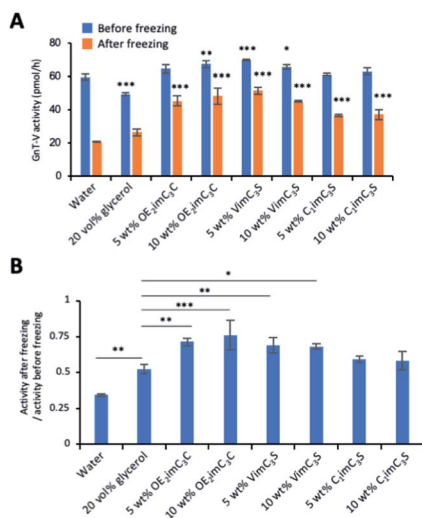 A
Before freezing
After freezing
GnT-V activity (pmol/h)
80
60
40
20
0
***
**
***
*
***
***
***
***
***
***
Water
20 vol% glycerol
5 wt% OE₂imC₃C
10 wt% OE₂imC₃C
5 wt% VimC₃S
10 wt% VimC₃S
5 wt% C₁imC₃S
10 wt% C₁imC₃S
B
Activity after freezing
/ activity before freezing
1
0.75
0.5
0.25
0
*
**
***
**
**
Water
20 vol% glycerol
5 wt% OE₂imC₃C
10 wt% OE₂imC₃C
5 wt% VimC₃S
10 wt% VimC₃S
5 wt% C₁imC₃S
10 wt% C₁imC₃S